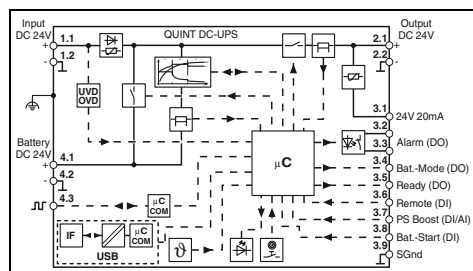 Input
DC 24V
QUINT DC-UPS
Output
DC 24V
1.1
+
-
1.2
2.1
+
-
2.2
UVD
OVD
3.1
24V 20mA
3.2
Alarm (DO)
3.3
Battery
DC 24V
4.1
+
-
4.2
4.3
µC
3.4
Bat.-Mode (DO)
3.5
Ready (DO)
3.6
Remote (DI)
3.7
PS Boost (DI/AI)
3.8
Bat.-Start (DI)
3.9
SGnd
µC
COM
IF
µC
COM
USB
ϑ